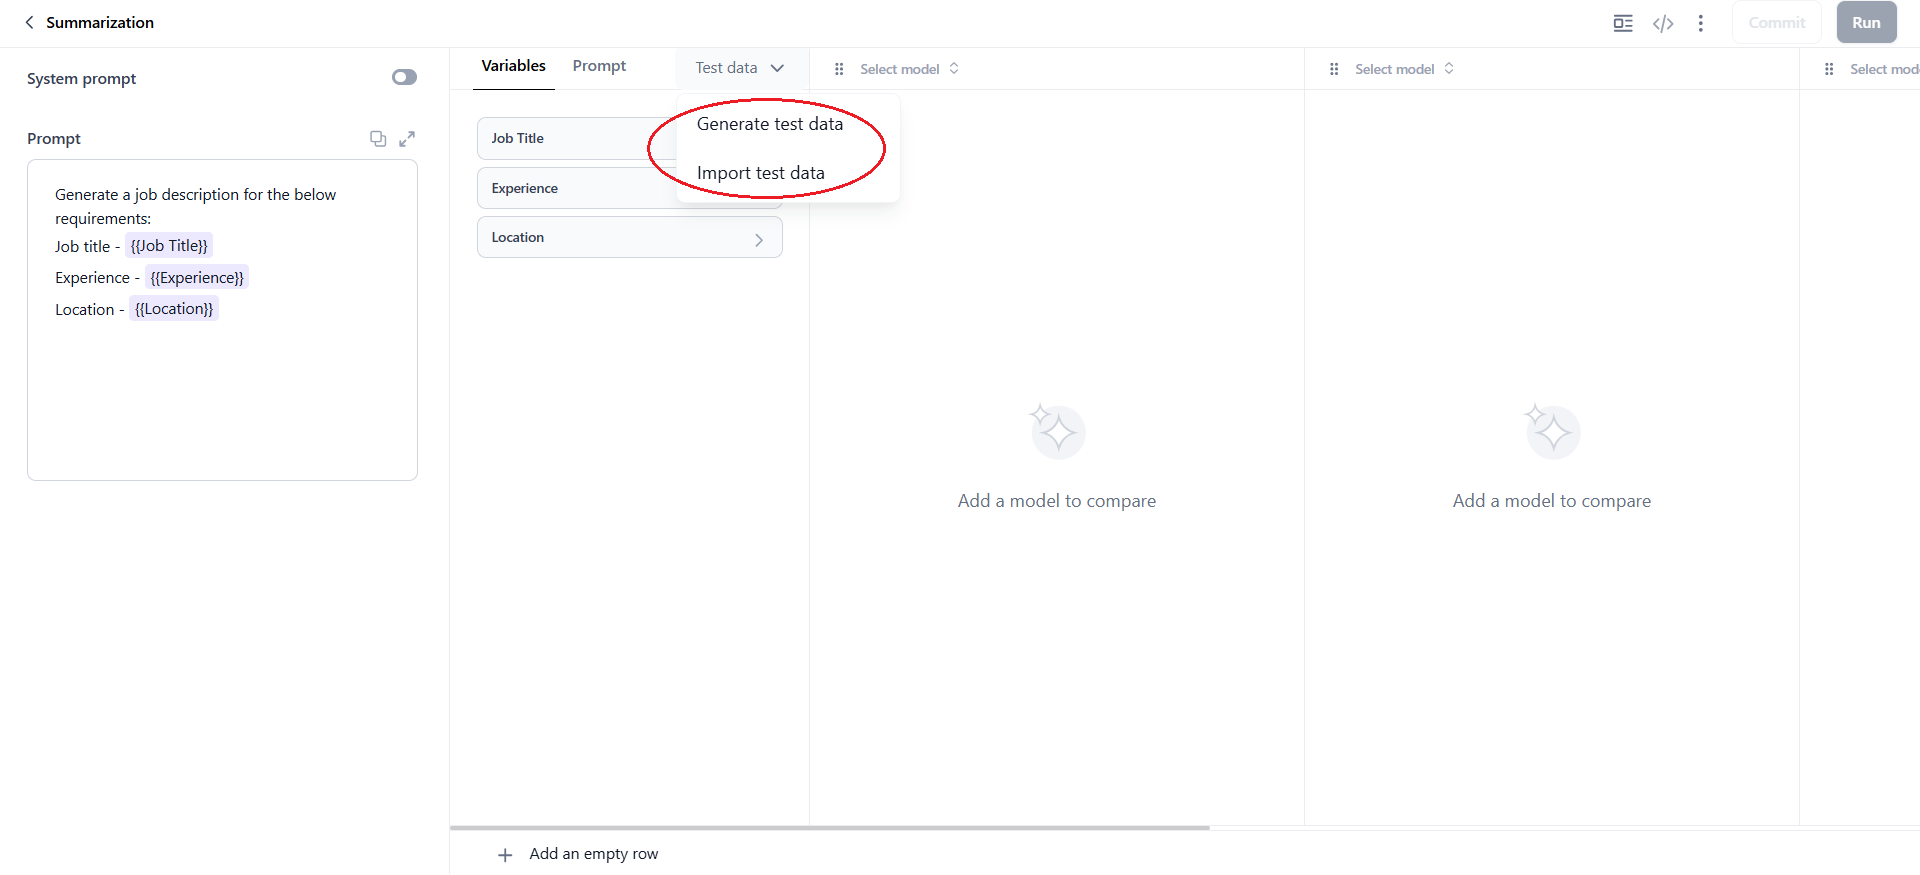 Summarization
Commit
Run
System prompt
Prompt
Generate a job description for the below
requirements:
Job title - {{Job Title}}
Experience - {{Experience}}
Location - {{Location}}
Variables
Prompt
Test data
Generate test data
Import test data
Job Title
Experience
Location
Select model
Add a model to compare
Select model
Add a model to compare
Select
Add an empty row